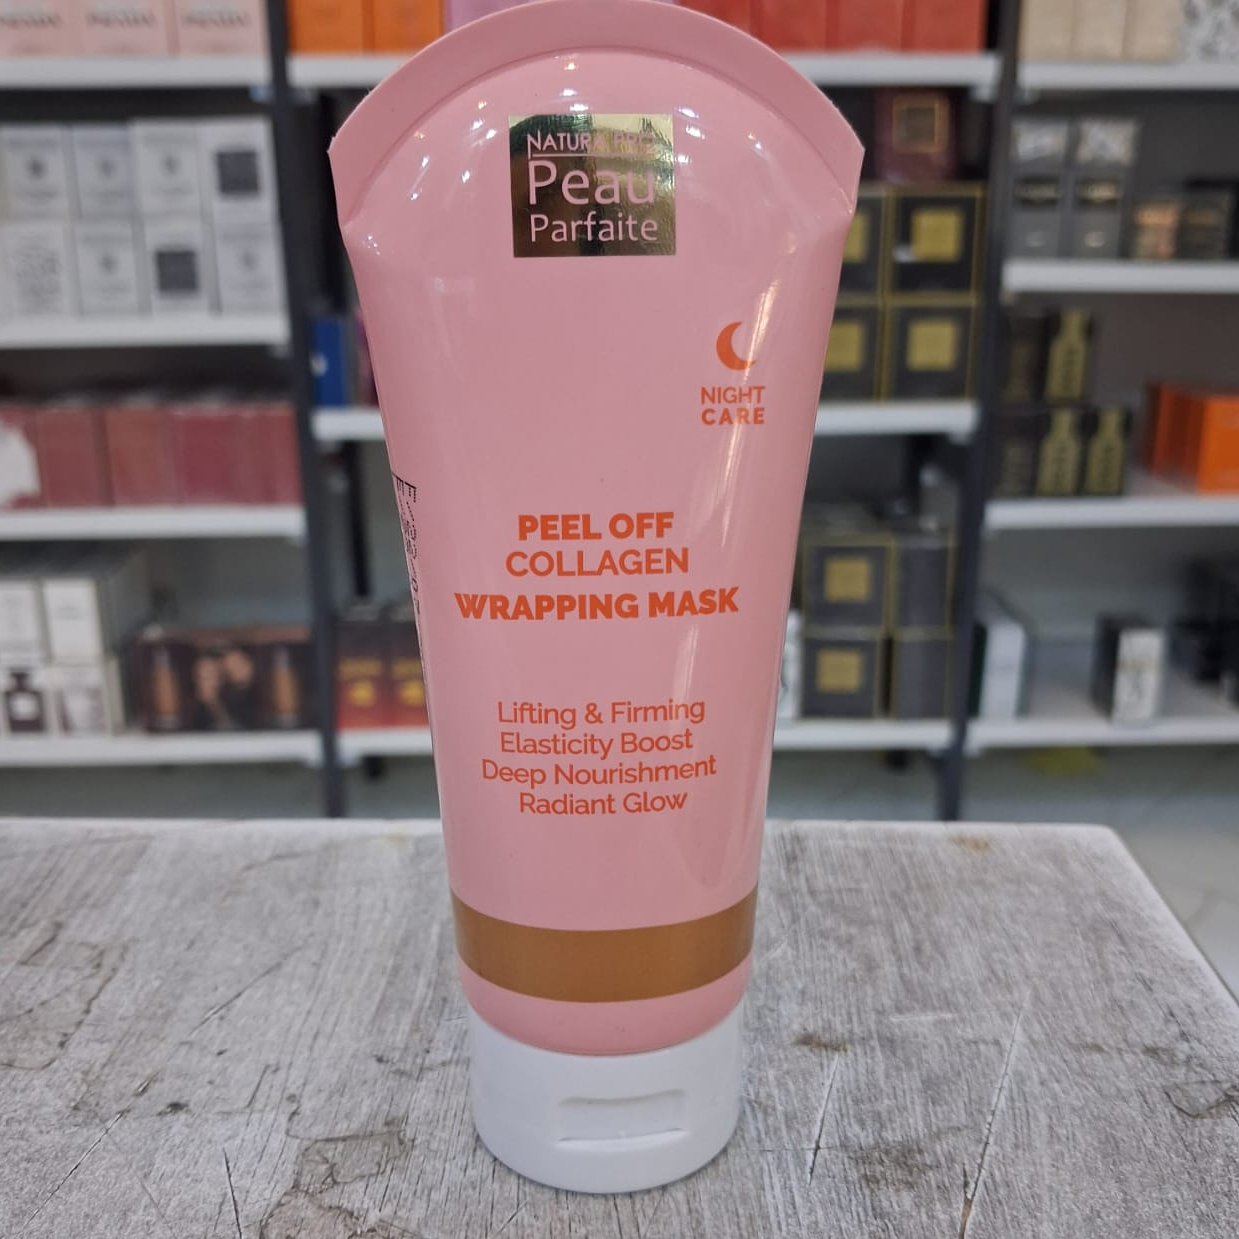 Peau
Parfaite
NIGHT
CARE
PEEL OFF
COLLAGEN
WRAPPING MASK
Lifting & Firming
Elasticity Boost
Deep Nourishment
Radiant Glow